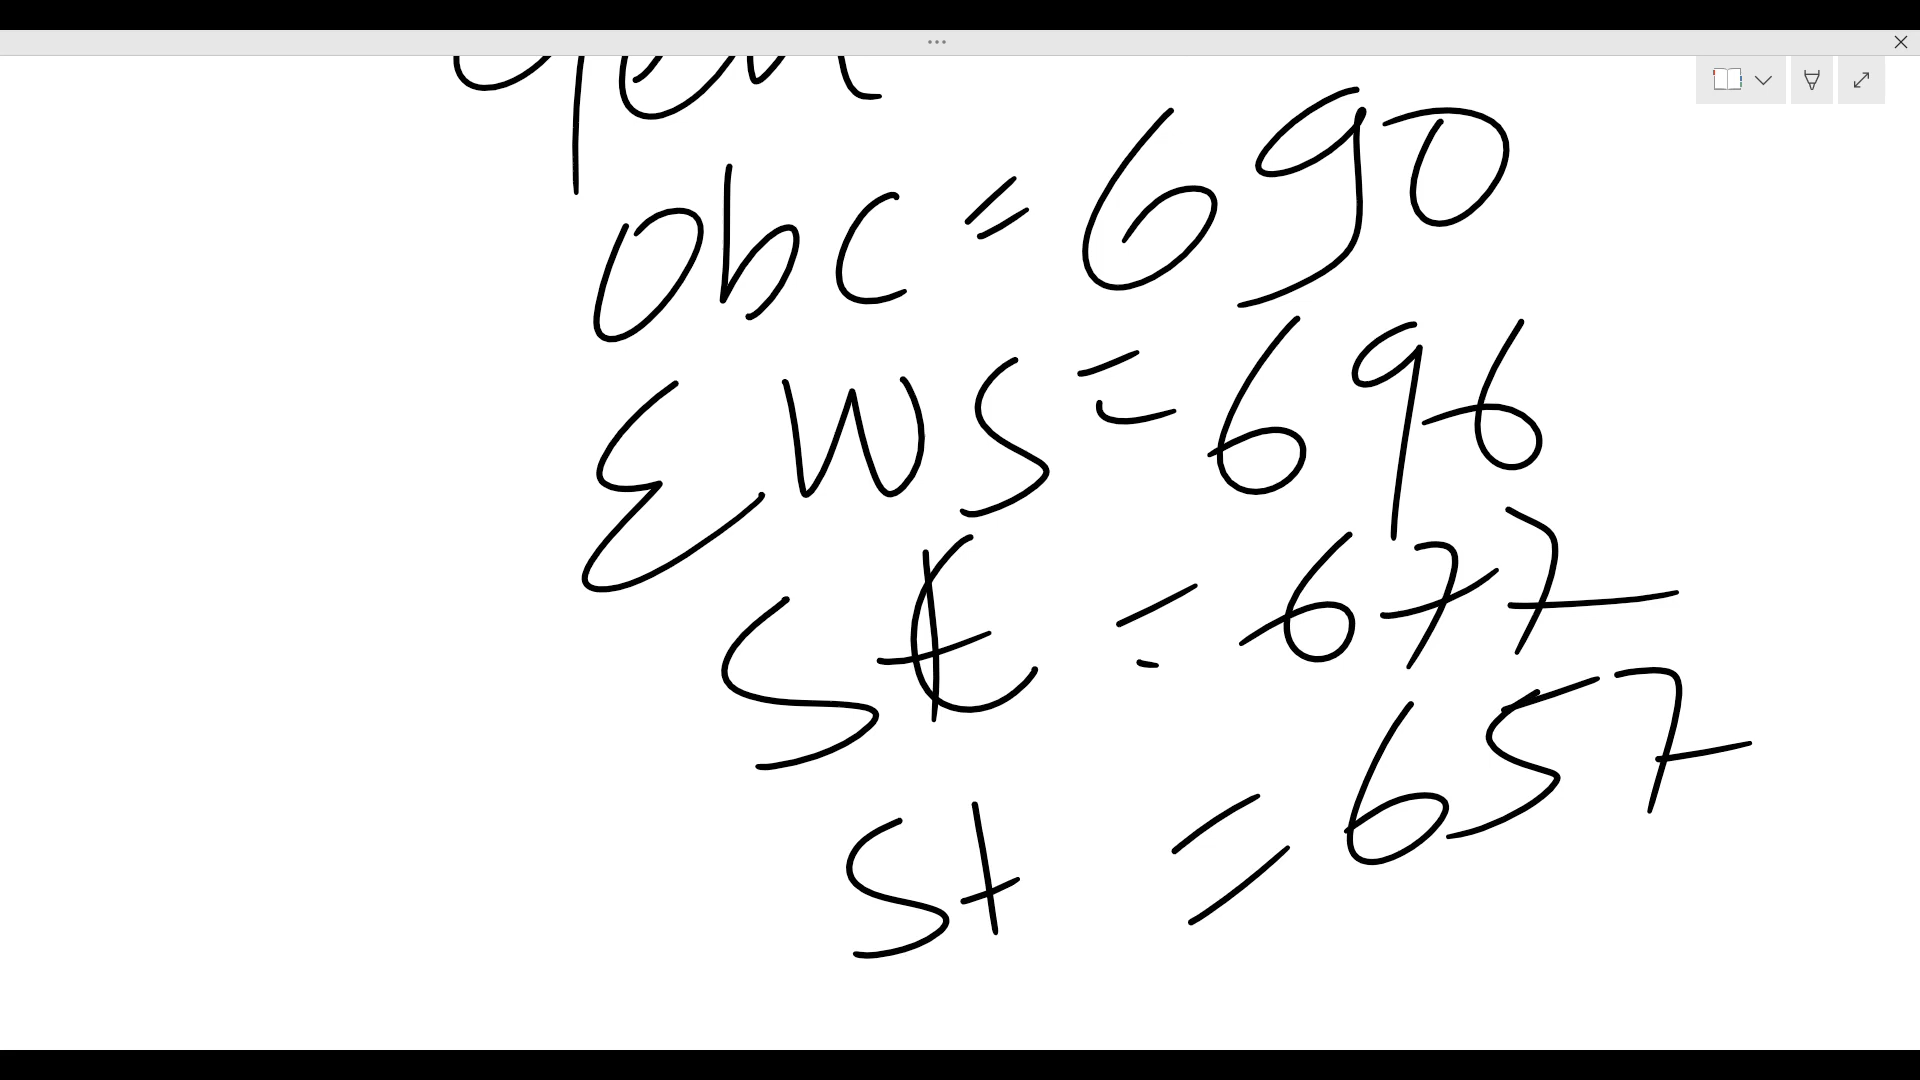 Obc = 690
EWS = 696
SC = 677
St = 657